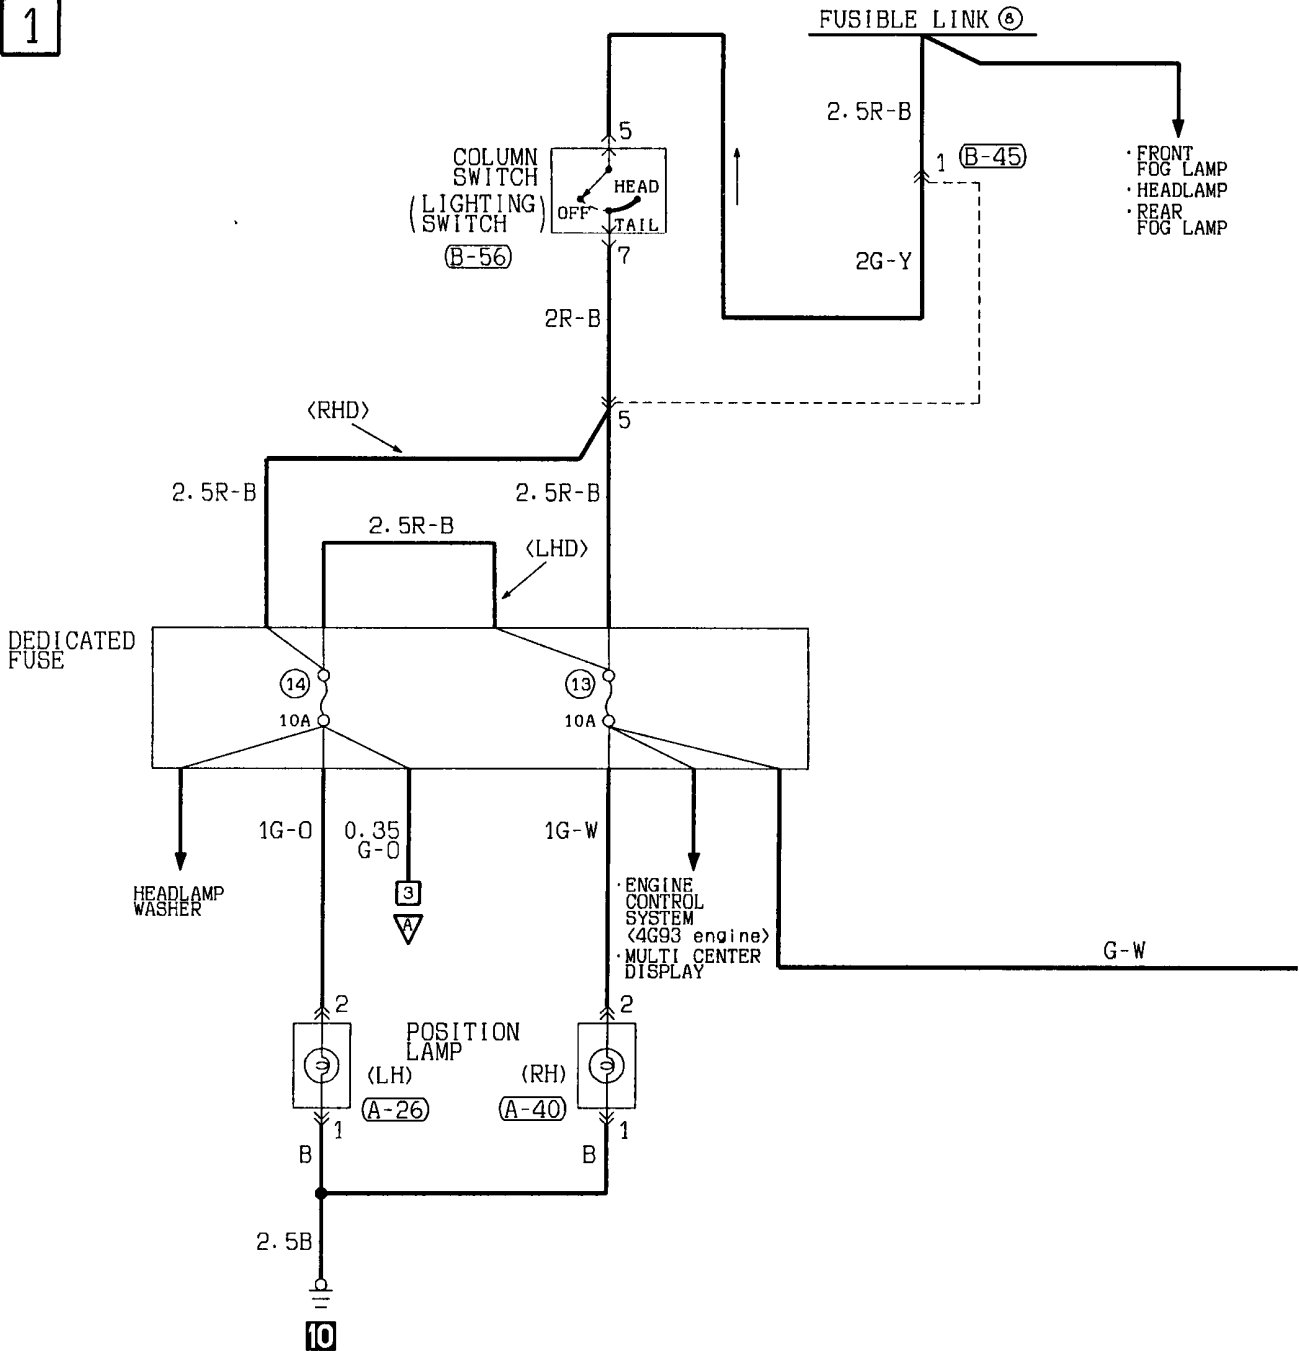 1
FUSIBLE LINK ⑧
2.5R-B
5
1 B-45
· FRONT
FOG LAMP
· HEADLAMP
· REAR
FOG LAMP
COLUMN
SWITCH
(LIGHTING)
(SWITCH)
B-56
HEAD
OFF
TAIL
7
2G-Y
2R-B
5
<RHD>
2.5R-B
2.5R-B
2.5R-B
<LHD>
DEDICATED
FUSE
⑭
10A
⑬
10A
1G-O
0.35
G-O
1G-W
HEADLAMP
WASHER
3
A
· ENGINE
CONTROL
SYSTEM
<4G93 engine>
· MULTI CENTER
DISPLAY
G-W
2
2
POSITION
LAMP
(LH)
A-26
(RH)
A-40
1
1
B
B
2.5B
10